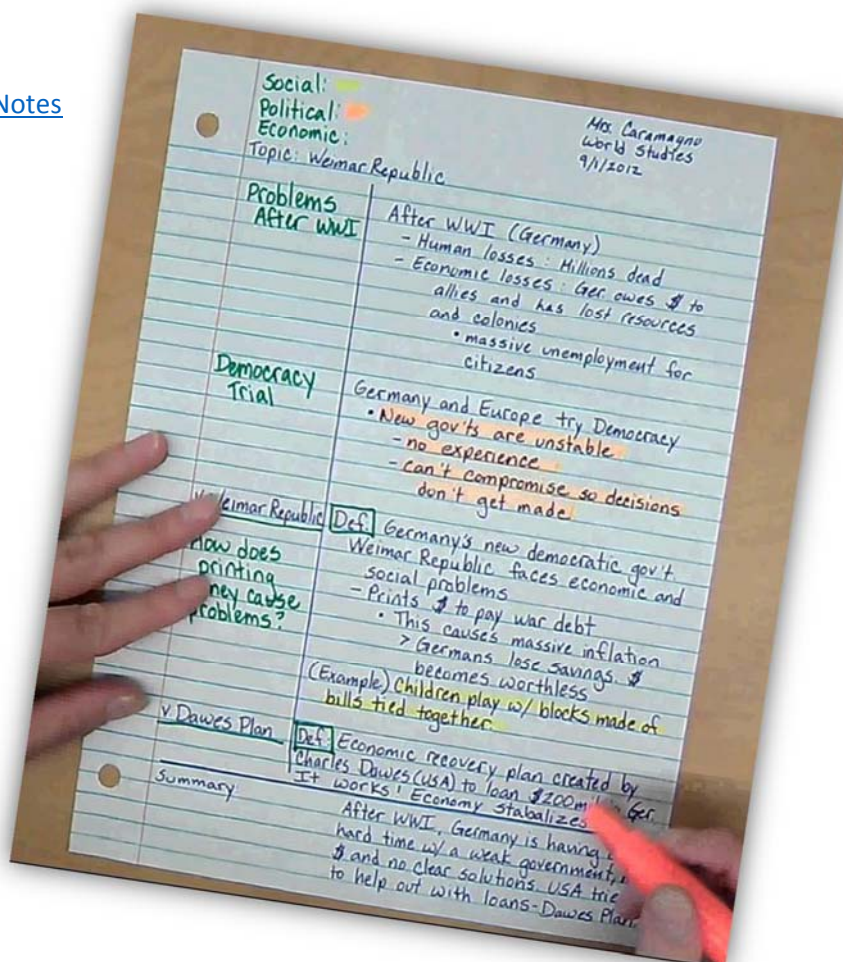 Notes
Social:
Political:
Economic:
Mrs. Caramagno
World Studies
9/1/2012
Topic: Weimar Republic
Problems
After WWI
After WWI (Germany)
- Human losses: Millions dead
- Economic losses: Ger owes $ to
allies and has lost resources
and colonies
• massive unemployment for
citizens
Democracy
Trial
Germany and Europe try Democracy
• New gov'ts are unstable
- no experience
- can't compromise so decisions
don't get made
Weimar Republic
Def: Germany's new democratic gov't.
Weimar Republic faces economic and
social problems
How does
printing
cause
problems?
- Prints $ to pay war debt
• This causes massive inflation
> Germans lose savings. $
becomes worthless
(Example) Children play w/ blocks made of
bills tied together
v. Dawes Plan
Def: Economic recovery plan created by
Charles Dawes (USA) to loan $200 Ger.
It works! Economy stabalizes
Summary:
After WWI, Germany is having
hard time w/ a weak government,
$ and no clear solutions. USA
to help out with loans-Dawes Plan.